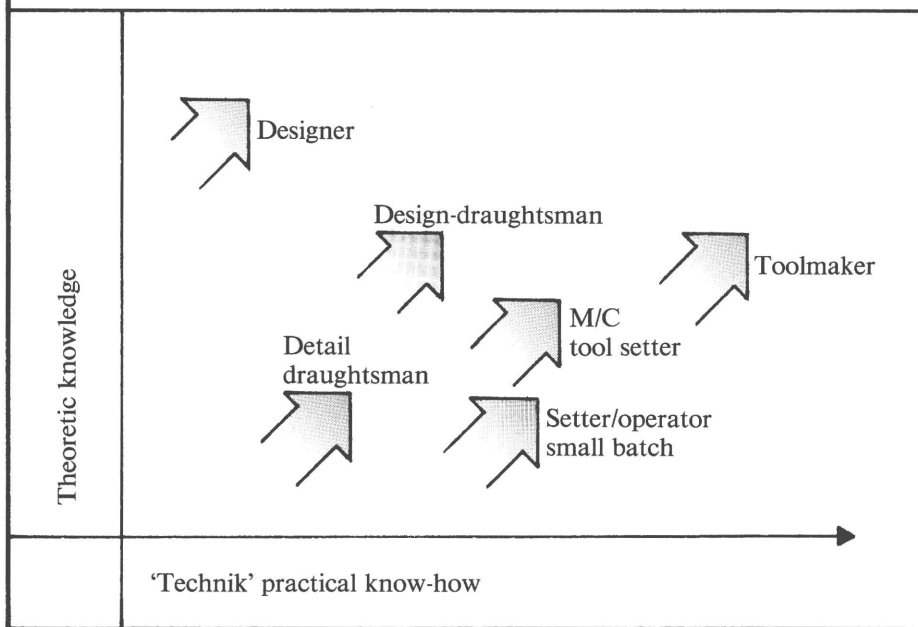 Designer
Design-draughtsman
Toolmaker
M/C
tool setter
Detail
draughtsman
Setter/operator
small batch
Theoretic knowledge
‘Technik’ practical know-how